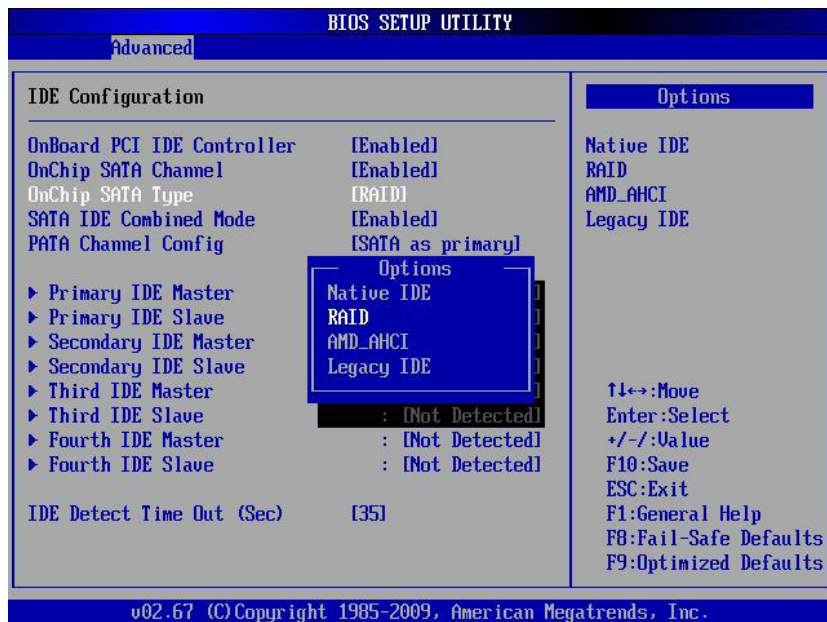 BIOS SETUP UTILITY
Advanced
IDE Configuration
OnBoard PCI IDE Controller [Enabled]
OnChip SATA Channel [Enabled]
OnChip SATA Type [RAID]
SATA IDE Combined Mode [Enabled]
PATA Channel Config [SATA as primary]
▶ Primary IDE Master ]
▶ Primary IDE Slave ]
▶ Secondary IDE Master ]
▶ Secondary IDE Slave ]
▶ Third IDE Master ]
▶ Third IDE Slave : [Not Detected]
▶ Fourth IDE Master : [Not Detected]
▶ Fourth IDE Slave : [Not Detected]
IDE Detect Time Out (Sec) [35]
Options
Native IDE
RAID
AMD_AHCI
Legacy IDE
Options
Native IDE
RAID
AMD_AHCI
Legacy IDE
↑↓←→:Move
Enter:Select
+/-/:Value
F10:Save
ESC:Exit
F1:General Help
F8:Fail-Safe Defaults
F9:Optimized Defaults
v02.67 (C)Copyright 1985-2009, American Megatrends, Inc.